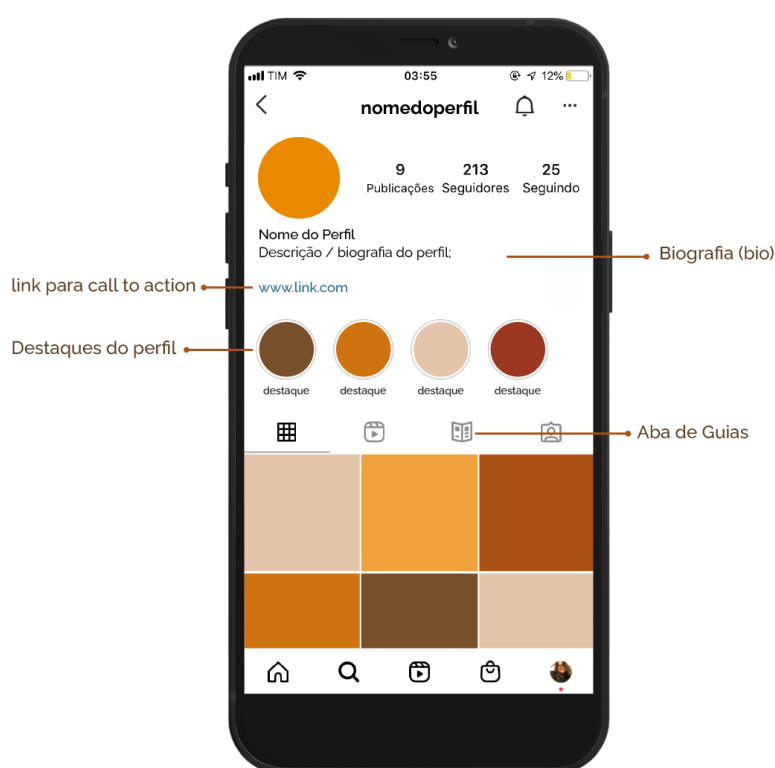 TIM 03:55 12%
nomedoperfil
9 213 25
Publicações Seguidores Seguindo
Nome do Perfil
Descrição / biografia do perfil;
Biografia (bio)
link para call to action
www.link.com
Destaques do perfil
destaque destaque destaque destaque
Aba de Guias